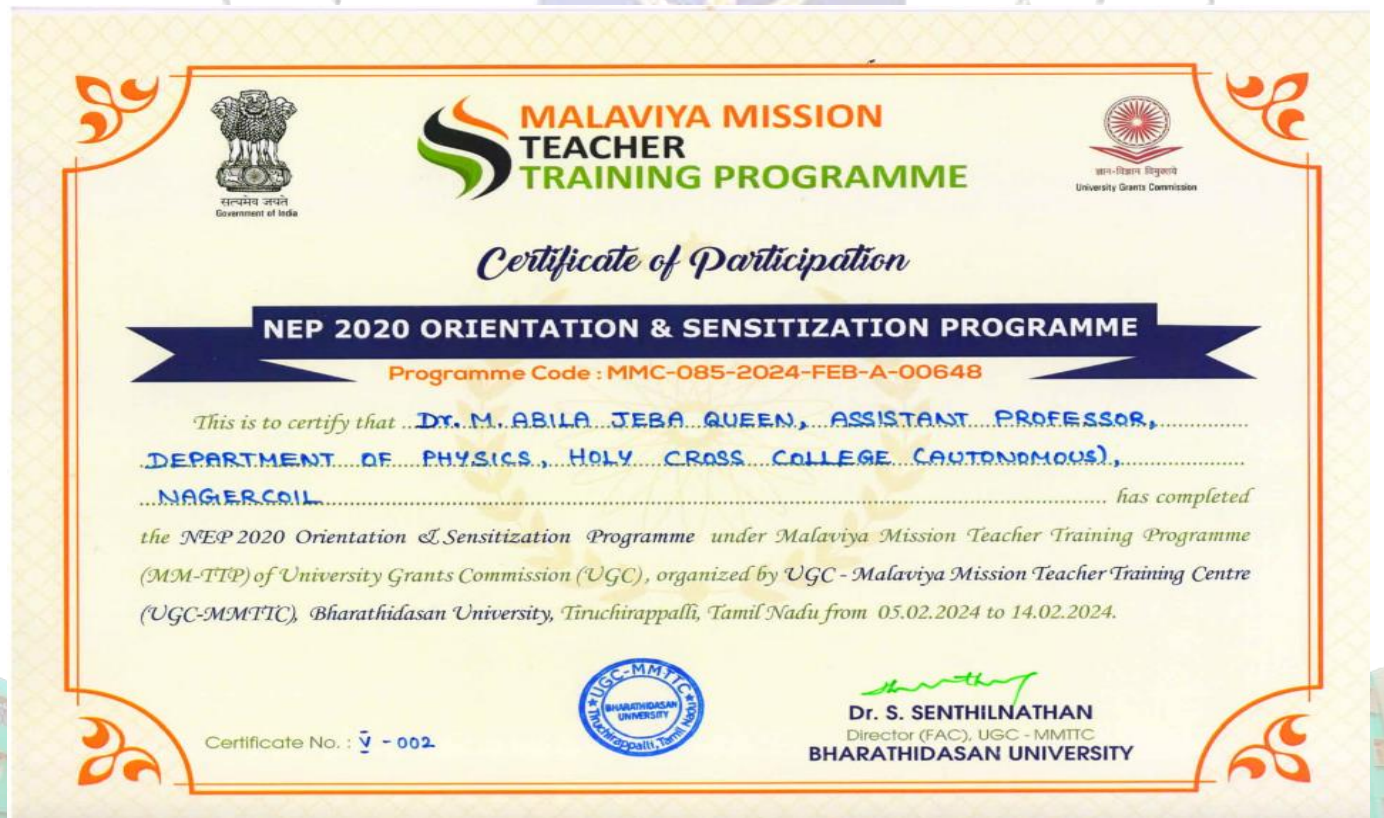 सत्यमेव जयते
Government of India
MALAVIYA MISSION
TEACHER
TRAINING PROGRAMME
ज्ञान-विज्ञान विमुक्तये
University Grants Commission
Certificate of Participation
NEP 2020 ORIENTATION & SENSITIZATION PROGRAMME
Programme Code : MMC-085-2024-FEB-A-00648
This is to certify that Dr. M. ABILA JEBA QUEEN, ASSISTANT PROFESSOR,
DEPARTMENT OF PHYSICS, HOLY CROSS COLLEGE (AUTONOMOUS),
NAGERCOIL has completed
the NEP 2020 Orientation & Sensitization Programme under Malaviya Mission Teacher Training Programme
(MM-TTP) of University Grants Commission (UGC), organized by UGC - Malaviya Mission Teacher Training Centre
(UGC-MMTTC), Bharathidasan University, Tiruchirappalli, Tamil Nadu from 05.02.2024 to 14.02.2024.
UGC-MMTTC
BHARATHIDASAN
UNIVERSITY
Tiruchirappalli, Tamil Nadu
Dr. S. SENTHILNATHAN
Director (FAC), UGC - MMTTC
BHARATHIDASAN UNIVERSITY
Certificate No. : V - 002